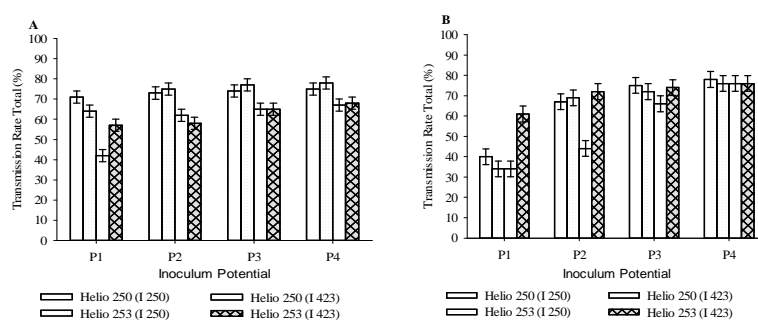 A
Transmission Rate Total (%)
100
90
80
70
60
50
40
30
20
10
0
P1 P2 P3 P4
Inoculum Potential
Helio 250 (I 250) Helio 250 (I 423)
Helio 253 (I 250) Helio 253 (I 423)
B
Transmission Rate Total (%)
100
90
80
70
60
50
40
30
20
10
0
P1 P2 P3 P4
Inoculum Potential
Helio 250 (I 250) Helio 250 (I 423)
Helio 253 (I 250) Helio 253 (I 423)